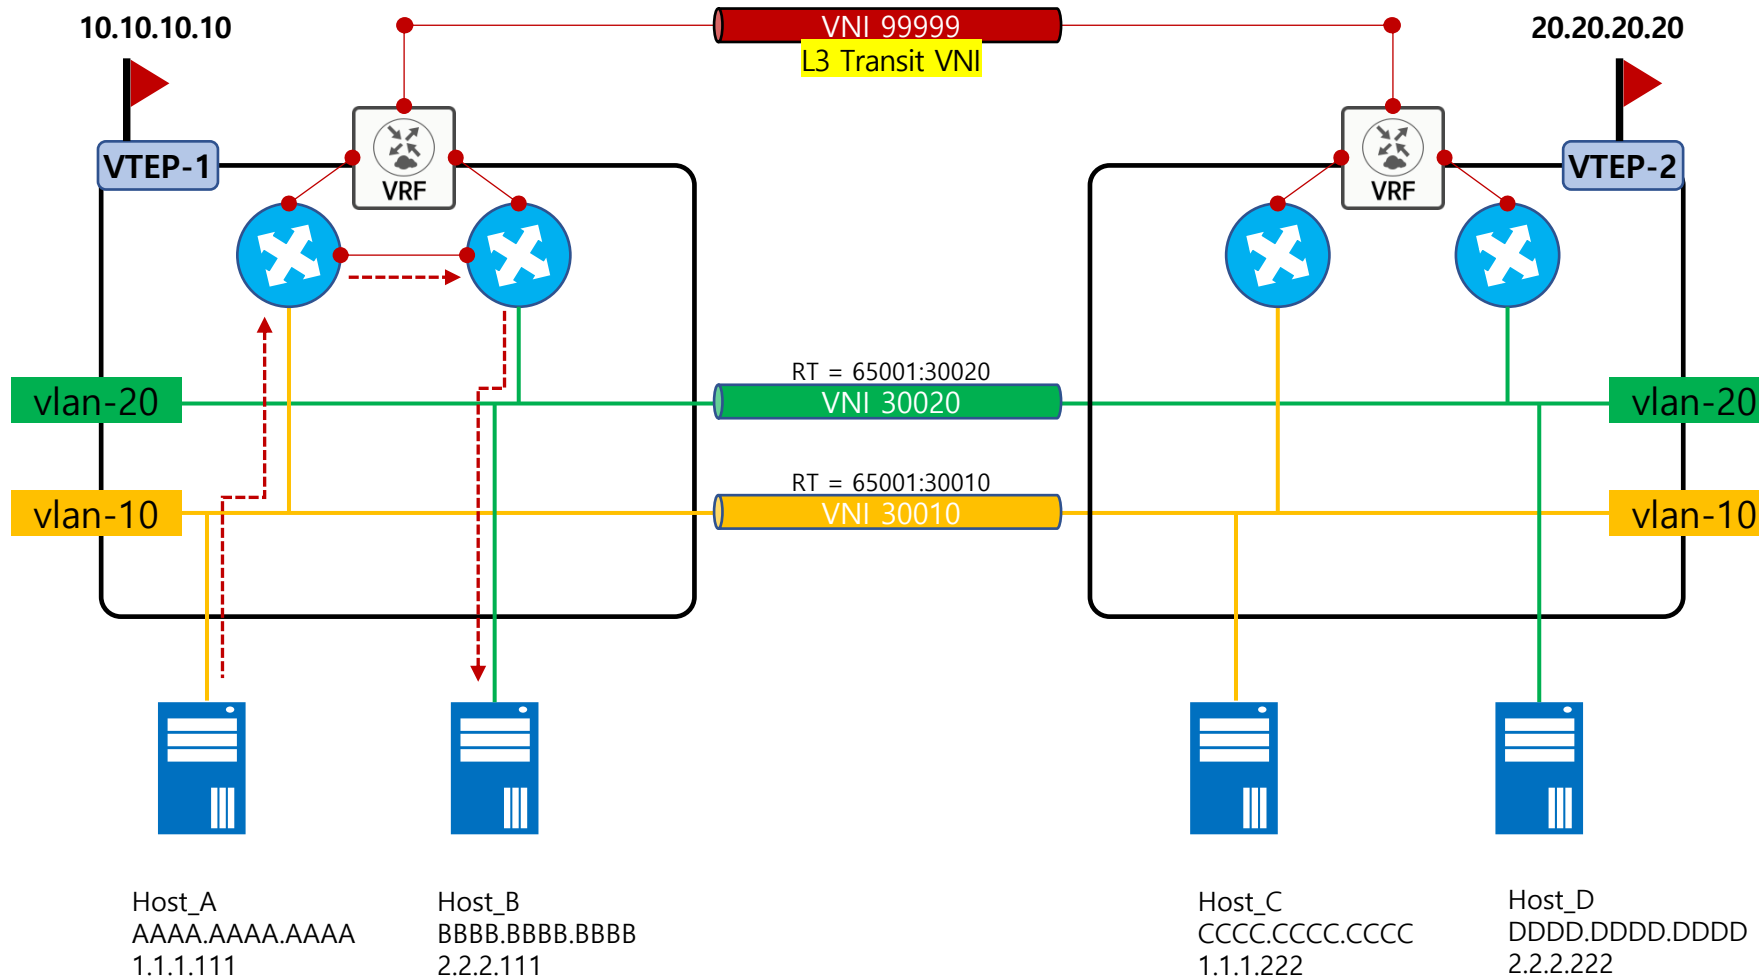 10.10.10.10
VNI 99999
L3 Transit VNI
20.20.20.20
VTEP-1
VRF
VRF
VTEP-2
RT = 65001:30020
vlan-20
VNI 30020
vlan-20
RT = 65001:30010
vlan-10
VNI 30010
vlan-10
Host_A
AAAA.AAAA.AAAA
1.1.1.111
Host_B
BBBB.BBBB.BBBB
2.2.2.111
Host_C
CCCC.CCCC.CCCC
1.1.1.222
Host_D
DDDD.DDDD.DDDD
2.2.2.222